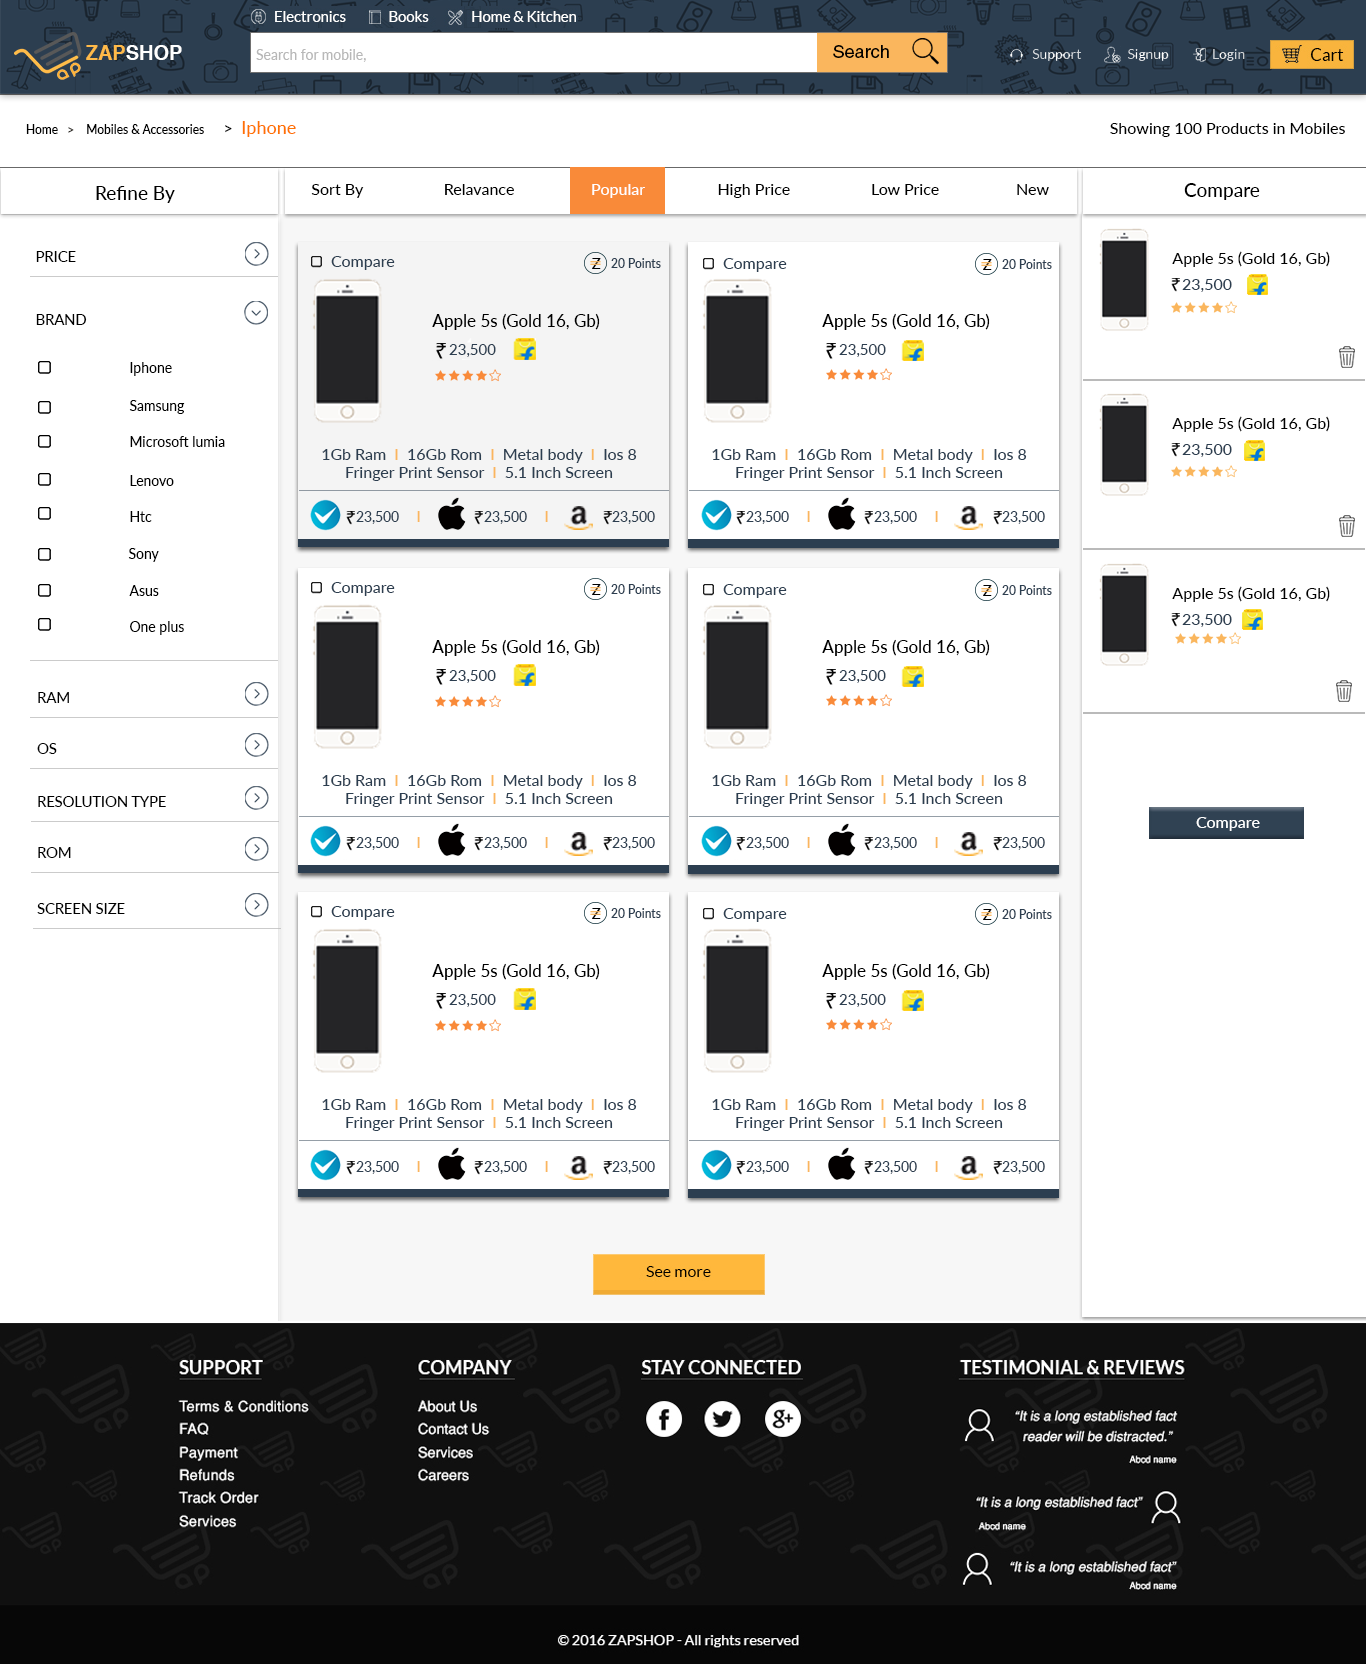 Electronics Books Home & Kitchen
ZAPSHOP
Search for mobile,
Search
Support Signup Login Cart
Home > Mobiles & Accessories > Iphone
Showing 100 Products in Mobiles
Refine By
Sort By Relavance Popular High Price Low Price New
Compare
PRICE
BRAND
Iphone
Samsung
Microsoft lumia
Lenovo
Htc
Sony
Asus
One plus
RAM
OS
RESOLUTION TYPE
ROM
SCREEN SIZE
Compare Z 20 Points
Apple 5s (Gold 16, Gb)
₹ 23,500
1Gb Ram I 16Gb Rom I Metal body I Ios 8
Fringer Print Sensor I 5.1 Inch Screen
₹23,500 I ₹23,500 I a ₹23,500
Compare Z 20 Points
Apple 5s (Gold 16, Gb)
₹ 23,500
1Gb Ram I 16Gb Rom I Metal body I Ios 8
Fringer Print Sensor I 5.1 Inch Screen
₹23,500 I ₹23,500 I a ₹23,500
Compare Z 20 Points
Apple 5s (Gold 16, Gb)
₹ 23,500
1Gb Ram I 16Gb Rom I Metal body I Ios 8
Fringer Print Sensor I 5.1 Inch Screen
₹23,500 I ₹23,500 I a ₹23,500
Compare Z 20 Points
Apple 5s (Gold 16, Gb)
₹ 23,500
1Gb Ram I 16Gb Rom I Metal body I Ios 8
Fringer Print Sensor I 5.1 Inch Screen
₹23,500 I ₹23,500 I a ₹23,500
Compare Z 20 Points
Apple 5s (Gold 16, Gb)
₹ 23,500
1Gb Ram I 16Gb Rom I Metal body I Ios 8
Fringer Print Sensor I 5.1 Inch Screen
₹23,500 I ₹23,500 I a ₹23,500
Compare Z 20 Points
Apple 5s (Gold 16, Gb)
₹ 23,500
1Gb Ram I 16Gb Rom I Metal body I Ios 8
Fringer Print Sensor I 5.1 Inch Screen
₹23,500 I ₹23,500 I a ₹23,500
See more
Apple 5s (Gold 16, Gb)
₹ 23,500
Apple 5s (Gold 16, Gb)
₹ 23,500
Apple 5s (Gold 16, Gb)
₹ 23,500
Compare
SUPPORT
Terms & Conditions
FAQ
Payment
Refunds
Track Order
Services
COMPANY
About Us
Contact Us
Services
Careers
STAY CONNECTED
f g+
TESTIMONIAL & REVIEWS
“It is a long established fact
reader will be distracted.”
Abcd name
“It is a long established fact”
Abcd name
“It is a long established fact”
Abcd name
© 2016 ZAPSHOP - All rights reserved